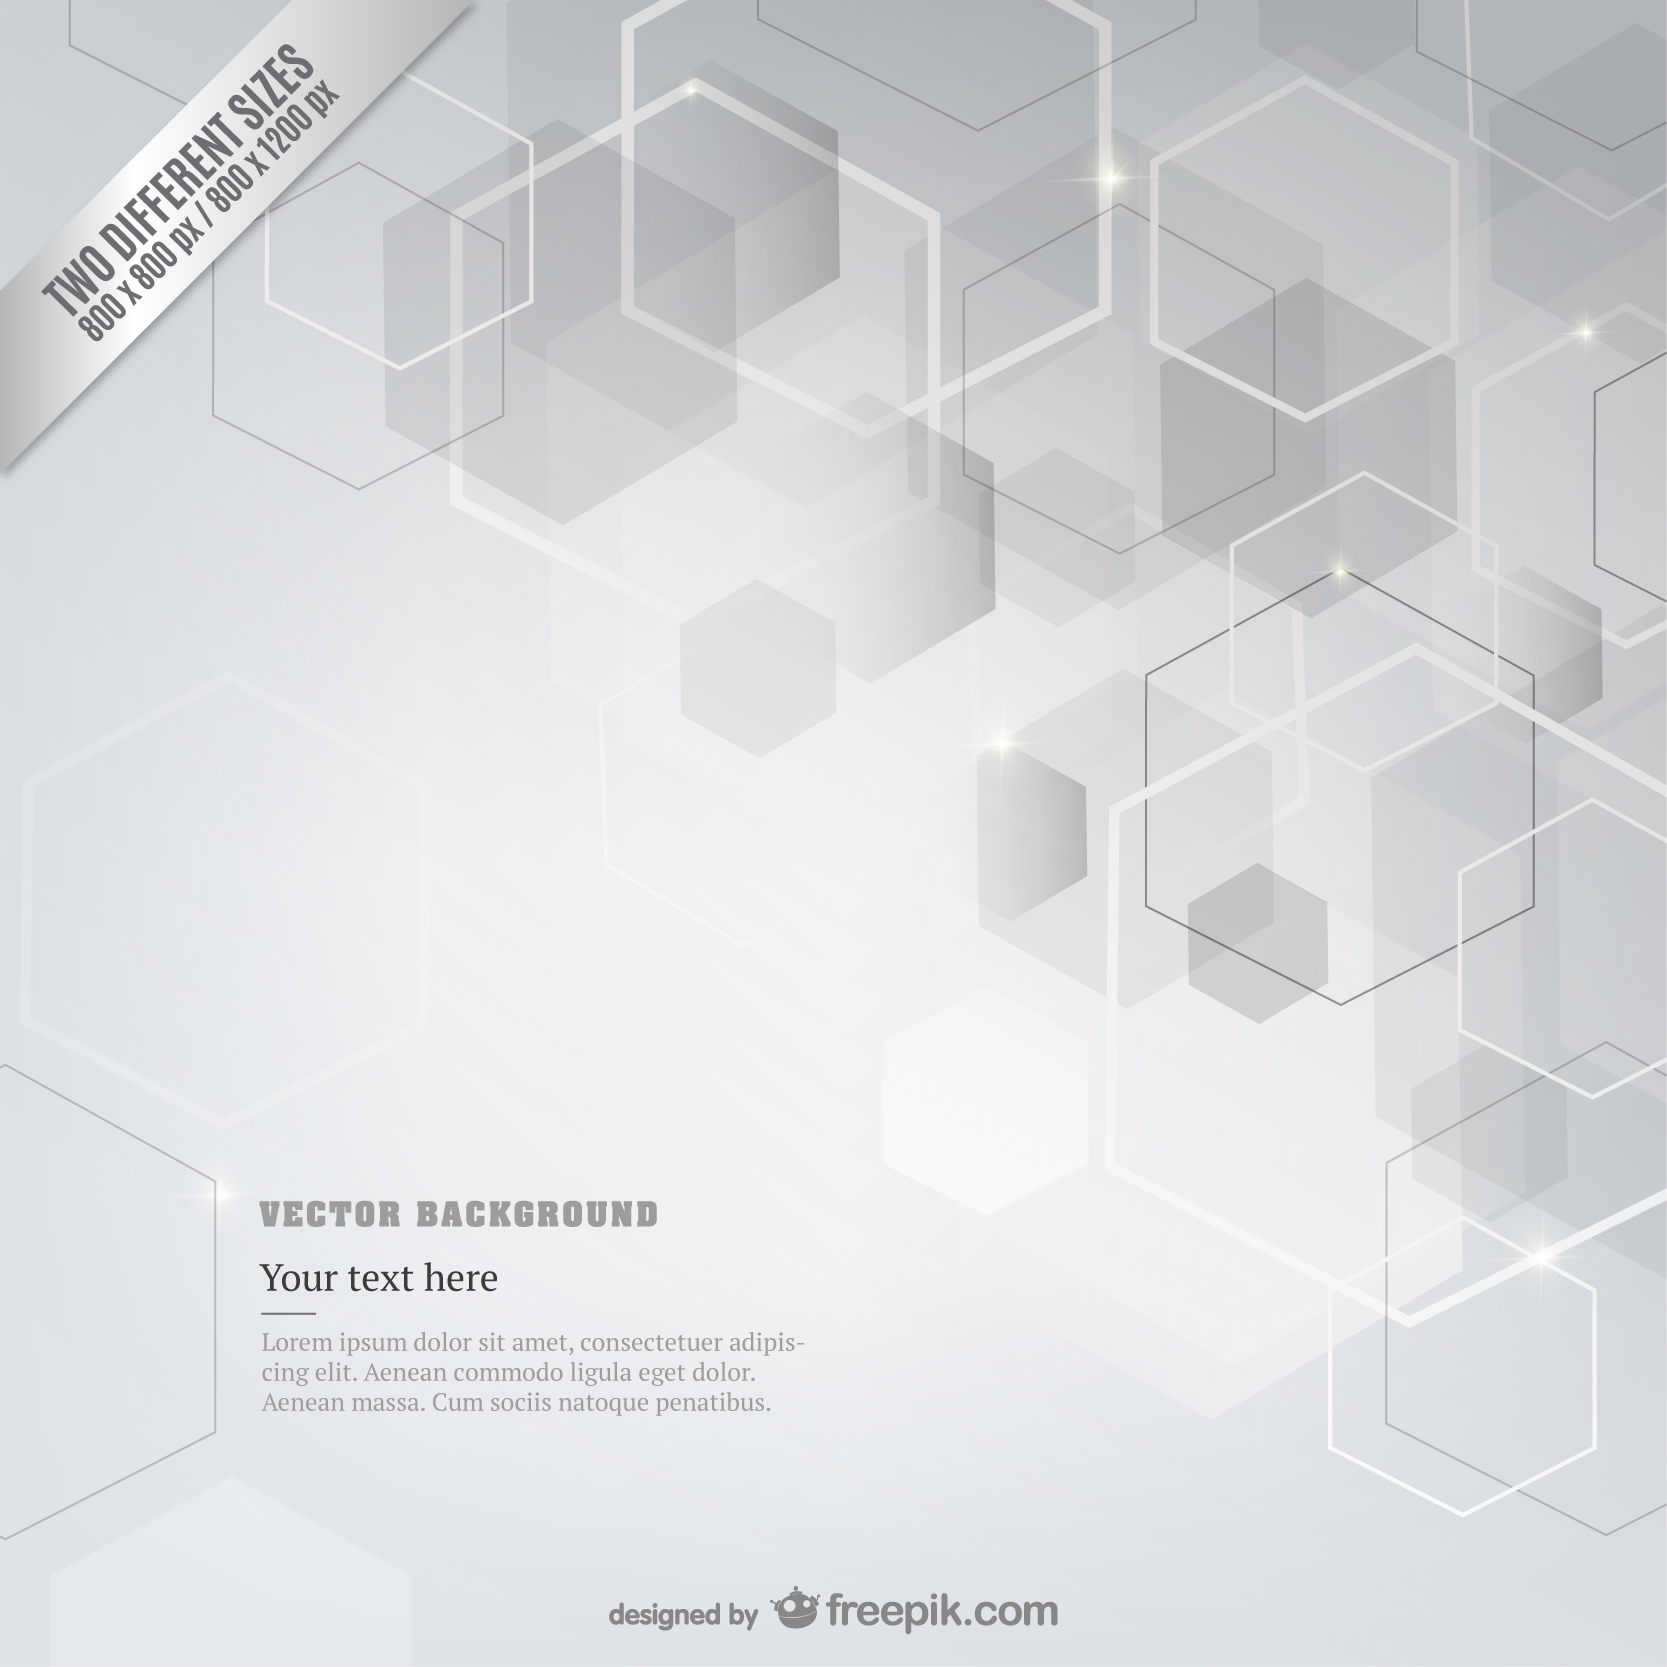 TWO DIFFERENT SIZES
800 x 800 px / 800 x 1200 px
VECTOR BACKGROUND
Your text here
Lorem ipsum dolor sit amet, consectetuer adipis-
cing elit. Aenean commodo ligula eget dolor.
Aenean massa. Cum sociis natoque penatibus.
designed by freepik.com